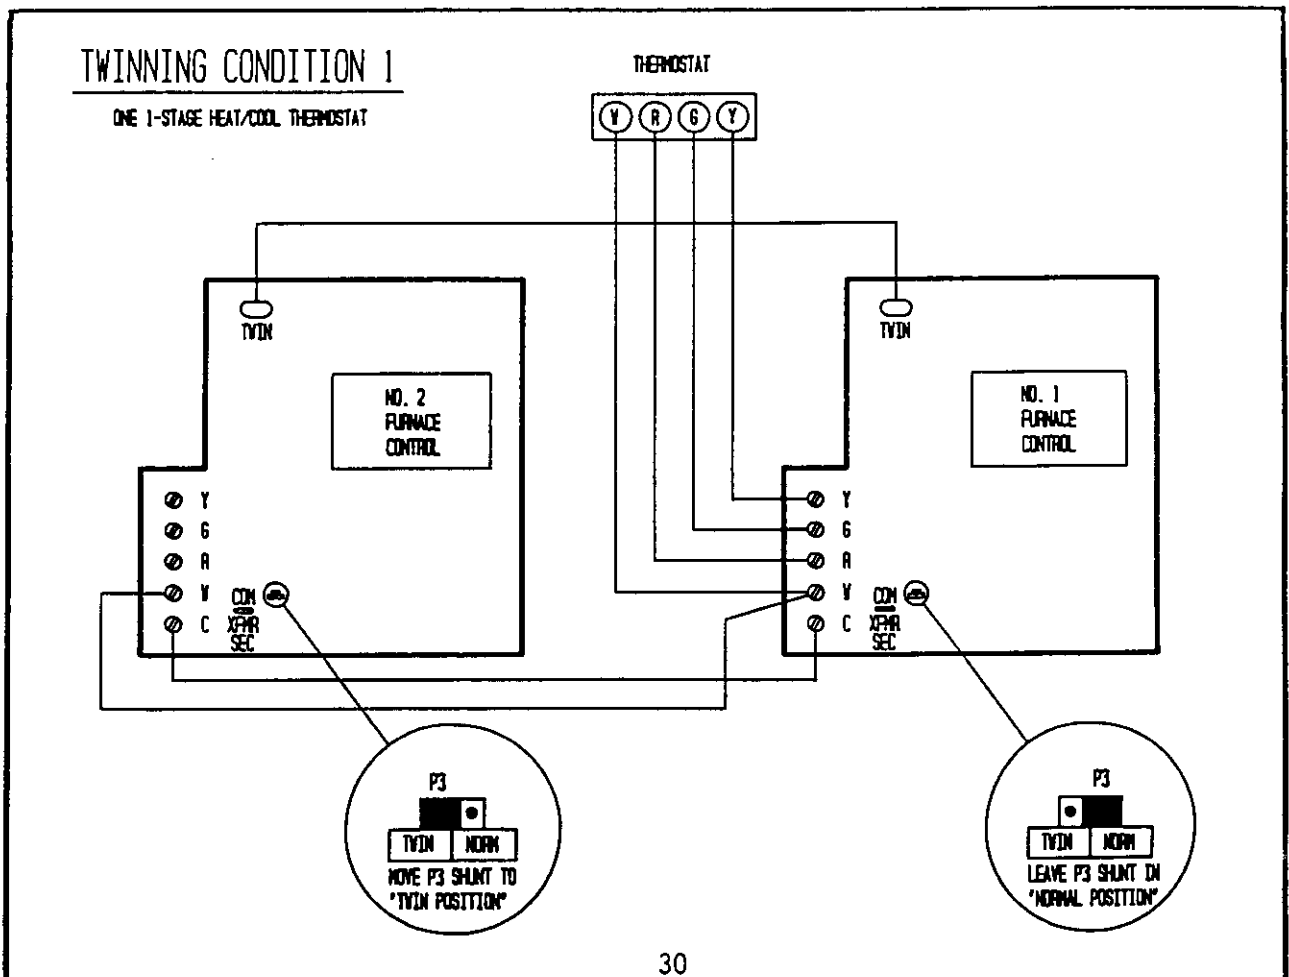 TWINNING CONDITION 1
ONE 1-STAGE HEAT/COOL THERMOSTAT
THERMOSTAT
W R G Y
TWIN
TWIN
NO. 2
FURNACE
CONTROL
NO. 1
FURNACE
CONTROL
Y
G
R
W
C
COM
XFMR
SEC
Y
G
R
W
C
COM
XFMR
SEC
P3
TWIN NORM
MOVE P3 SHUNT TO
"TWIN POSITION"
P3
TWIN NORM
LEAVE P3 SHUNT IN
"NORMAL POSITION"
30